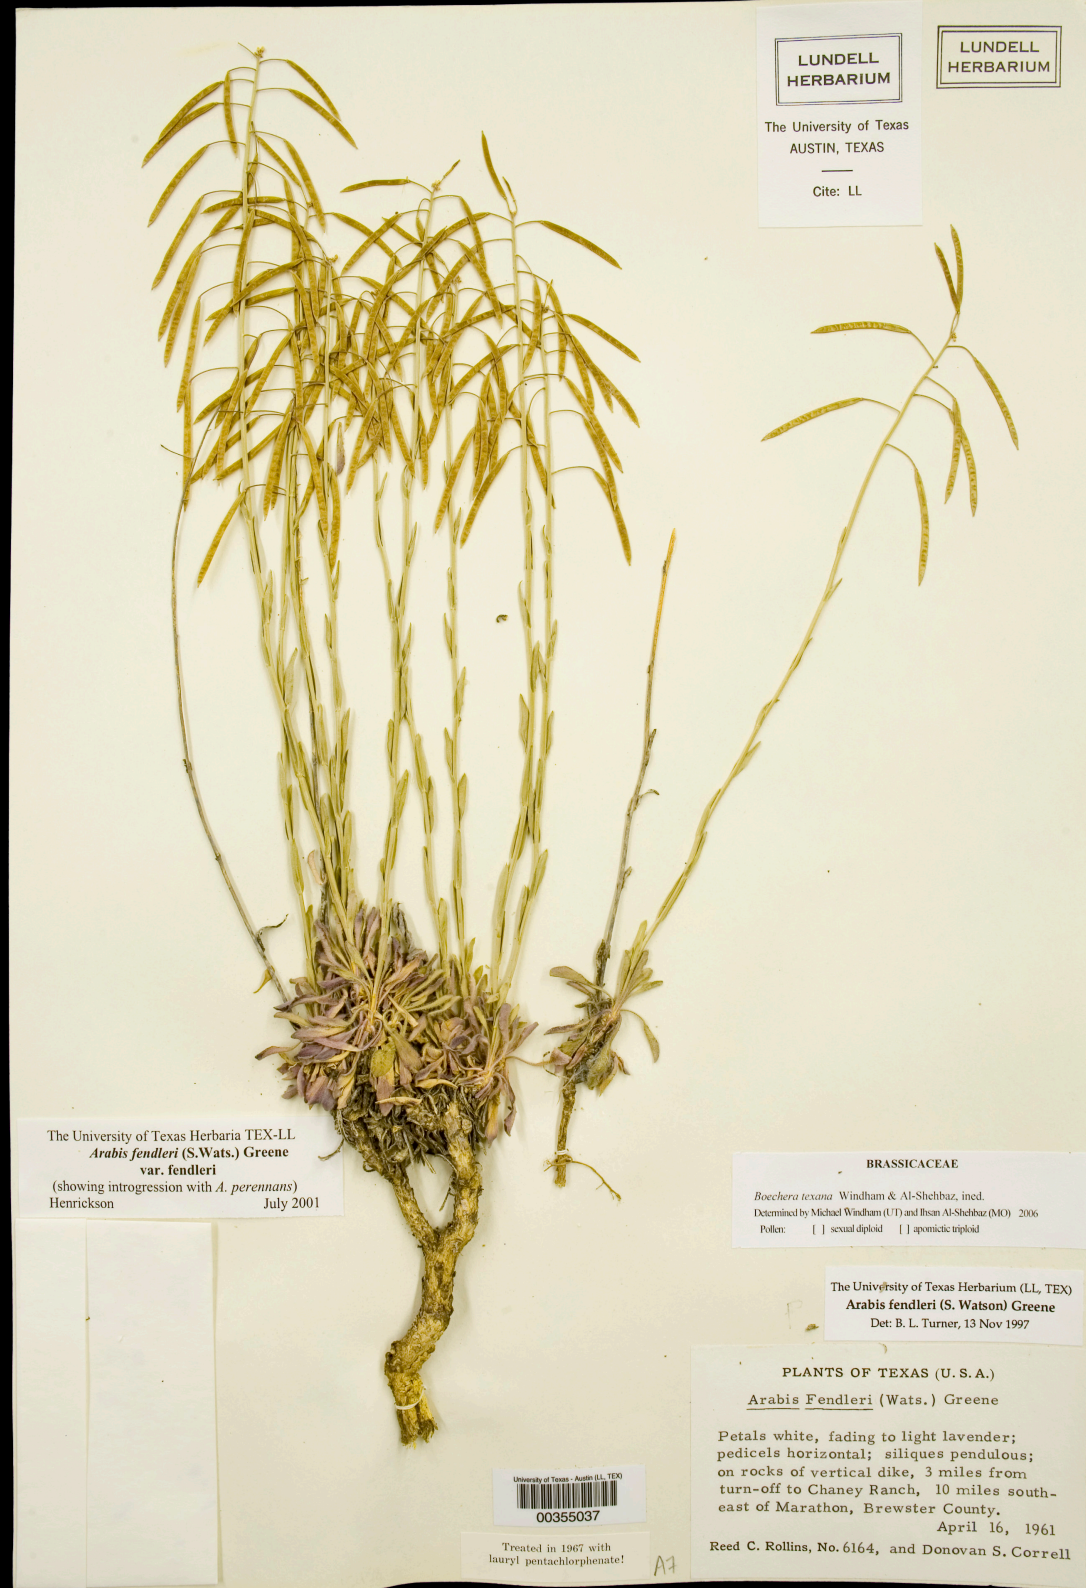 LUNDELL
HERBARIUM
The University of Texas
AUSTIN, TEXAS
Cite: LL
LUNDELL
HERBARIUM
The University of Texas Herbaria TEX-LL
Arabis fendleri (S.Wats.) Greene
var. fendleri
(showing introgression with A. perennans)
Henrickson July 2001
BRASSICACEAE
Boechera texana Windham & Al-Shehbaz, ined.
Determined by Michael Windham (UT) and Ihsan Al-Shehbaz (MO) 2006
Pollen: [ ] sexual diploid [ ] apomictic triploid
The University of Texas Herbarium (LL, TEX)
Arabis fendleri (S. Watson) Greene
Det: B. L. Turner, 13 Nov 1997
PLANTS OF TEXAS (U.S.A.)
Arabis Fendleri (Wats.) Greene
Petals white, fading to light lavender;
pedicels horizontal; siliques pendulous;
on rocks of vertical dike, 3 miles from
turn-off to Chaney Ranch, 10 miles south-
east of Marathon, Brewster County.
April 16, 1961
Reed C. Rollins, No. 6164, and Donovan S. Correll
University of Texas - Austin (LL, TEX)
00355037
Treated in 1967 with
lauryl pentachlorphenate!
A7